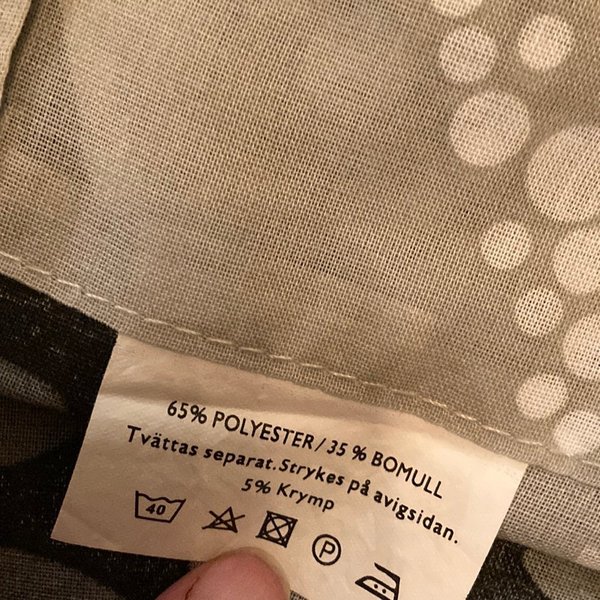 65% POLYESTER / 35 % BOMULL
Tvättas separat.Strykes på avigsidan.
5% Krymp
40 P